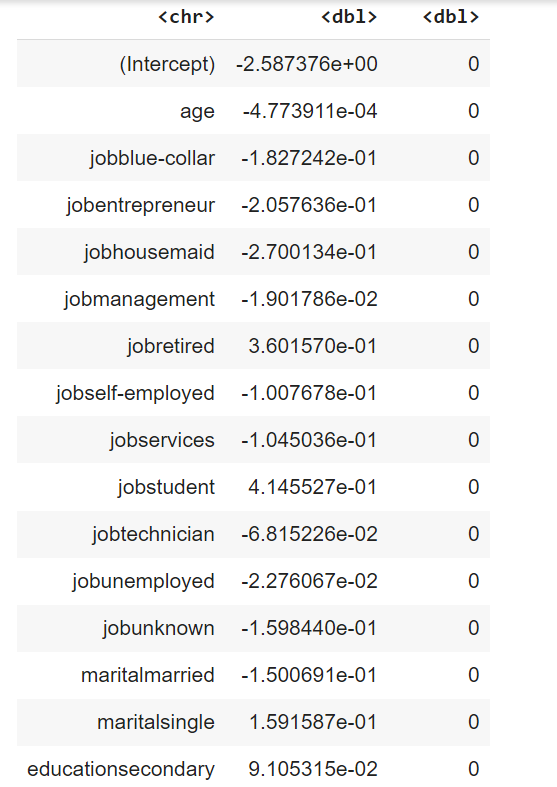 <chr> <dbl> <dbl>
(Intercept) -2.587376e+00 0
age -4.773911e-04 0
jobblue-collar -1.827242e-01 0
jobentrepreneur -2.057636e-01 0
jobhousemaid -2.700134e-01 0
jobmanagement -1.901786e-02 0
jobretired 3.601570e-01 0
jobself-employed -1.007678e-01 0
jobservices -1.045036e-01 0
jobstudent 4.145527e-01 0
jobtechnician -6.815226e-02 0
jobunemployed -2.276067e-02 0
jobunknown -1.598440e-01 0
maritalmarried -1.500691e-01 0
maritalsingle 1.591587e-01 0
educationsecondary 9.105315e-02 0